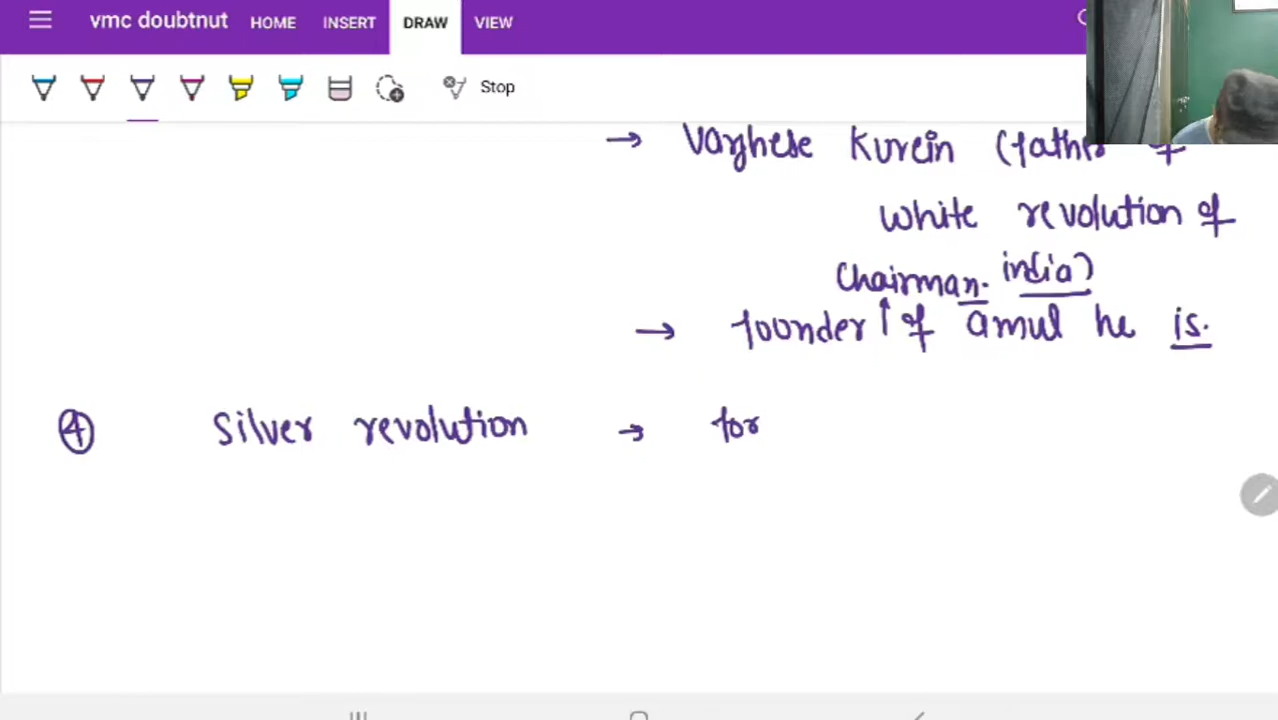 vmc doubtnut HOME INSERT DRAW VIEW
Stop
→ Varghese Kurein (father of
white revolution of
Chairman. india)
→ founder ↑ of amul he is.
④ Silver revolution → for